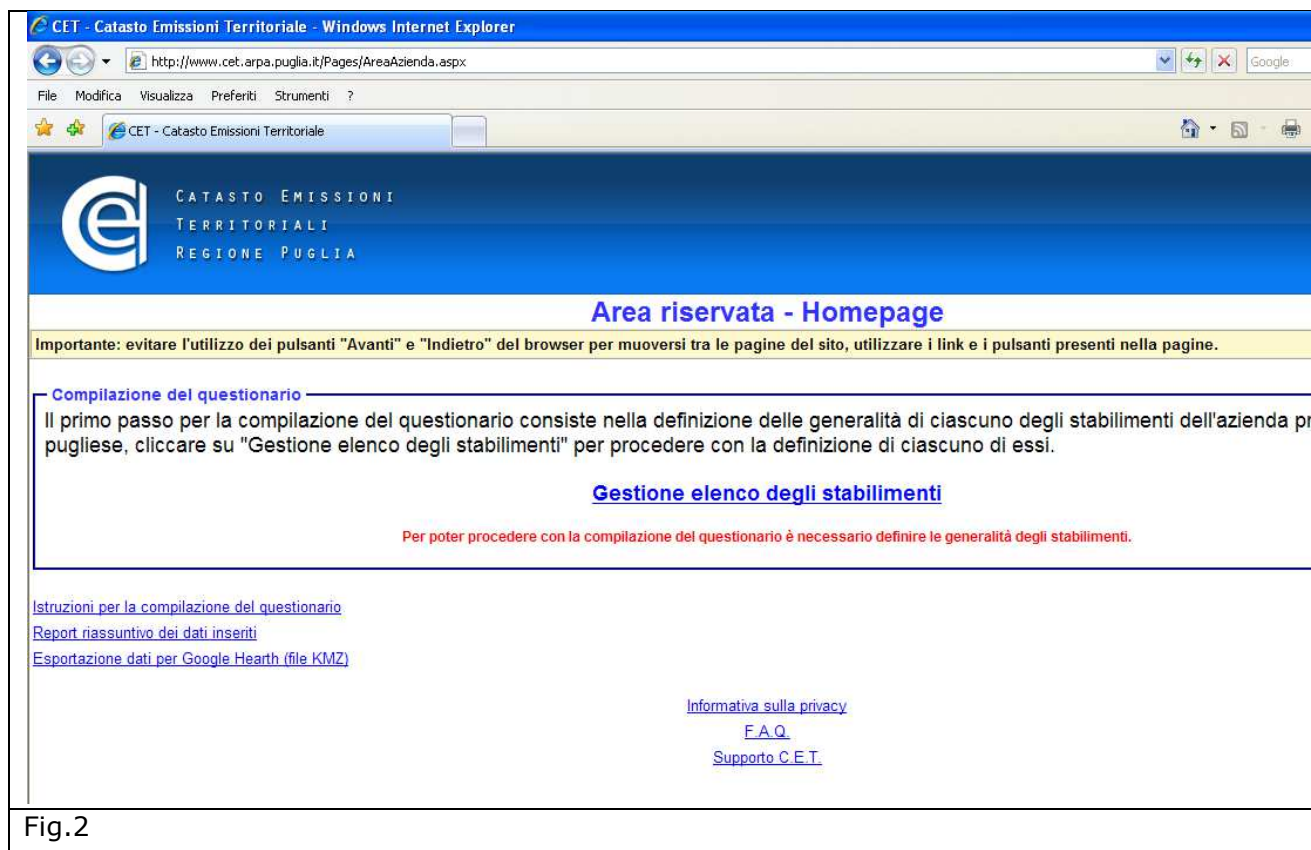 CET - Catasto Emissioni Territoriale - Windows Internet Explorer
http://www.cet.arpa.puglia.it/Pages/AreaAzienda.aspx
Google
File Modifica Visualizza Preferiti Strumenti ?
CET - Catasto Emissioni Territoriale
CATASTO EMISSIONI
TERRITORIALI
REGIONE PUGLIA
Area riservata - Homepage
Importante: evitare l'utilizzo dei pulsanti "Avanti" e "Indietro" del browser per muoversi tra le pagine del sito, utilizzare i link e i pulsanti presenti nella pagine.
Compilazione del questionario
Il primo passo per la compilazione del questionario consiste nella definizione delle generalità di ciascuno degli stabilimenti dell'azienda pr
pugliese, cliccare su "Gestione elenco degli stabilimenti" per procedere con la definizione di ciascuno di essi.
Gestione elenco degli stabilimenti
Per poter procedere con la compilazione del questionario è necessario definire le generalità degli stabilimenti.
Istruzioni per la compilazione del questionario
Report riassuntivo dei dati inseriti
Esportazione dati per Google Hearth (file KMZ)
Informativa sulla privacy
F.A.Q.
Supporto C.E.T.
Fig.2